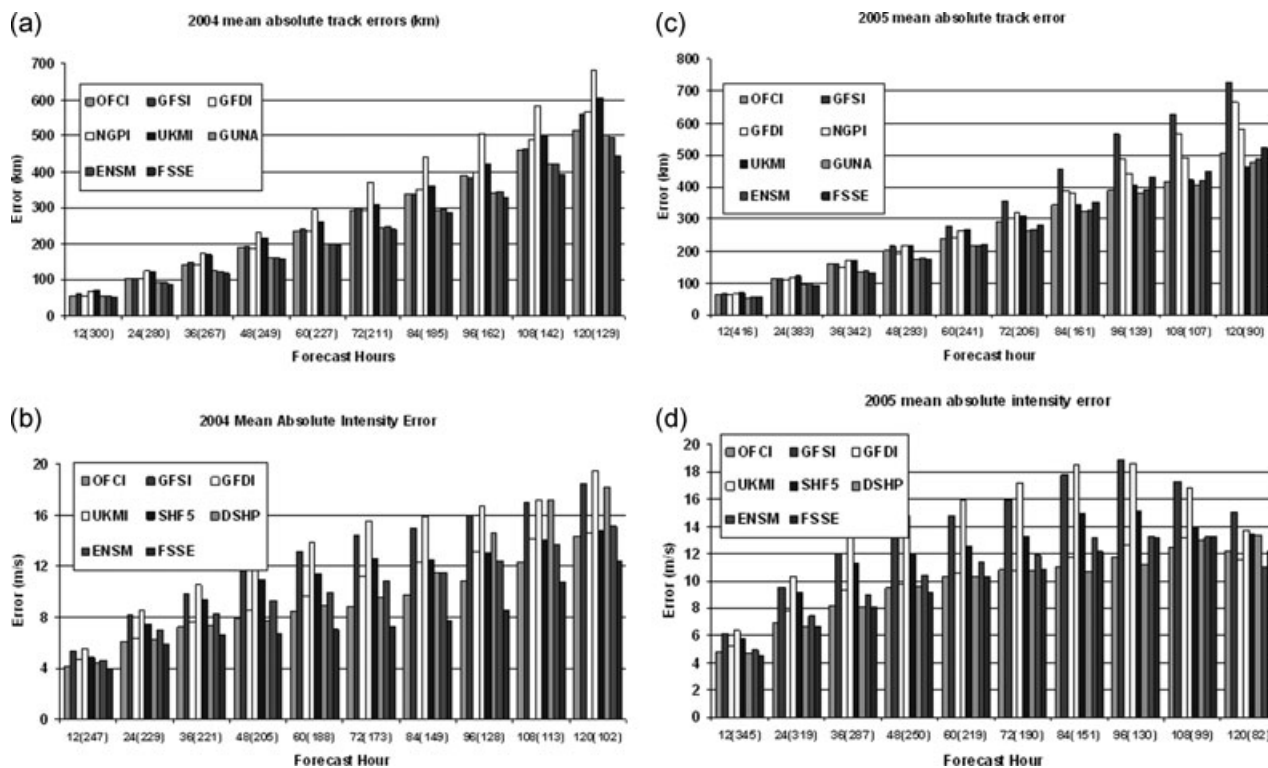 (a)
2004 mean absolute track errors (km)
700
600
500
400
300
200
100
0
Error (km)
OFCI GFSI GFDI
NGPI UKMI GUNA
ENSM FSSE
12(300) 24(280) 36(267) 48(249) 60(227) 72(211) 84(185) 96(162) 108(142) 120(129)
Forecast Hours
(c)
2005 mean absolute track error
800
700
600
500
400
300
200
100
0
Error (km)
OFCI GFSI
GFDI NGPI
UKMI GUNA
ENSM FSSE
12(416) 24(383) 36(342) 48(293) 60(241) 72(206) 84(161) 96(139) 108(107) 120(90)
Forecast hour
(b)
2004 Mean Absolute Intensity Error
20
16
12
8
4
0
Error (m/s)
OFCI GFSI GFDI
UKMI SHF5 DSHP
ENSM FSSE
12(247) 24(229) 36(221) 48(205) 60(188) 72(173) 84(149) 96(128) 108(113) 120(102)
Forecast Hour
(d)
2005 mean absolute intensity error
20
18
16
14
12
10
8
6
4
2
0
Error (m/s)
OFCI GFSI GFDI
UKMI SHF5 DSHP
ENSM FSSE
12(345) 24(319) 36(287) 48(250) 60(219) 72(190) 84(151) 96(130) 108(99) 120(82)
Forecast Hour